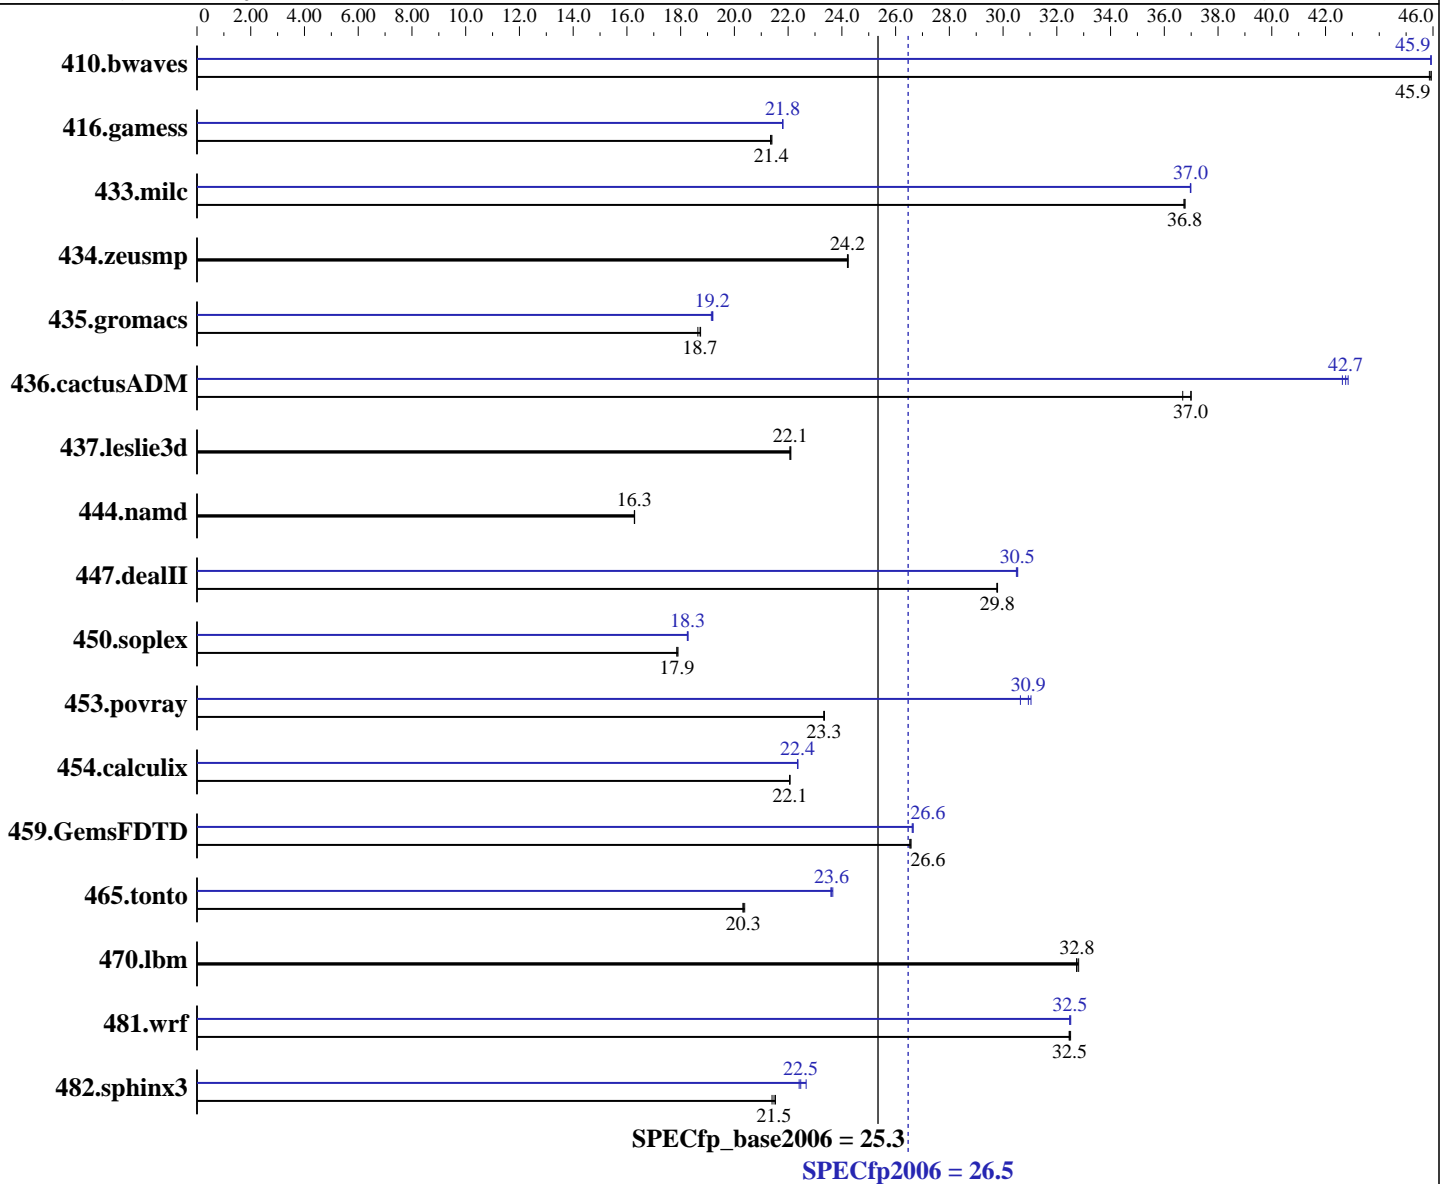 0 2.00 4.00 6.00 8.00 10.0 12.0 14.0 16.0 18.0 20.0 22.0 24.0 26.0 28.0 30.0 32.0 34.0 36.0 38.0 40.0 42.0 46.0
45.9
410.bwaves
45.9
21.8
416.gamess
21.4
37.0
433.milc
36.8
24.2
434.zeusmp
19.2
435.gromacs
18.7
42.7
436.cactusADM
37.0
22.1
437.leslie3d
16.3
444.namd
30.5
447.dealII
29.8
18.3
450.soplex
17.9
30.9
453.povray
23.3
22.4
454.calculix
22.1
26.6
459.GemsFDTD
26.6
23.6
465.tonto
20.3
32.8
470.lbm
32.5
481.wrf
32.5
22.5
482.sphinx3
21.5
SPECfp_base2006 = 25.3
SPECfp2006 = 26.5